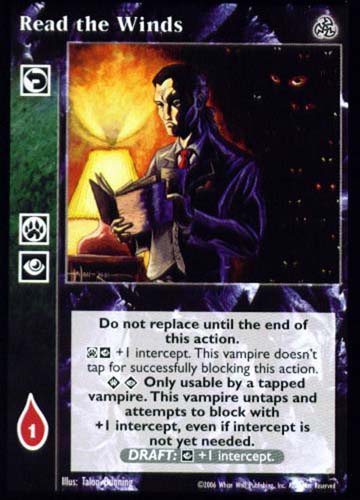 Read the Winds
Do not replace until the end of
this action.
+1 intercept. This vampire doesn't
tap for successfully blocking this action.
Only usable by a tapped
vampire. This vampire untaps and
attempts to block with
+1 intercept, even if intercept is
not yet needed.
DRAFT: +1 intercept.
1
Illus: Talon Dunning
©2006 White Wolf Publishing, Inc. All Rights Reserved